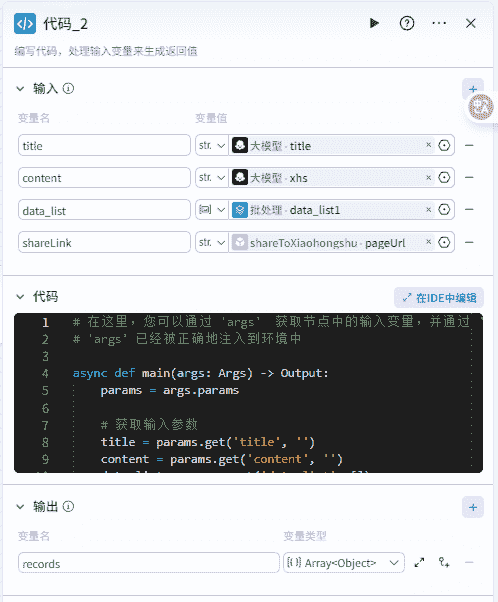 代码_2
编写代码，处理输入变量来生成返回值
输入
变量名 变量值
title str. 大模型 · title
content str. 大模型 · xhs
data_list 批处理 · data_list1
shareLink str. shareToXiaohongshu · pageUrl
代码 在IDE中编辑
1 # 在这里，您可以通过 'args' 获取节点中的输入变量，并通过
2 # 'args' 已经被正确地注入到环境中
3
4 async def main(args: Args) -> Output:
5 params = args.params
6
7 # 获取输入参数
8 title = params.get('title', '')
9 content = params.get('content', '')
输出
变量名 变量类型
records Array<Object>